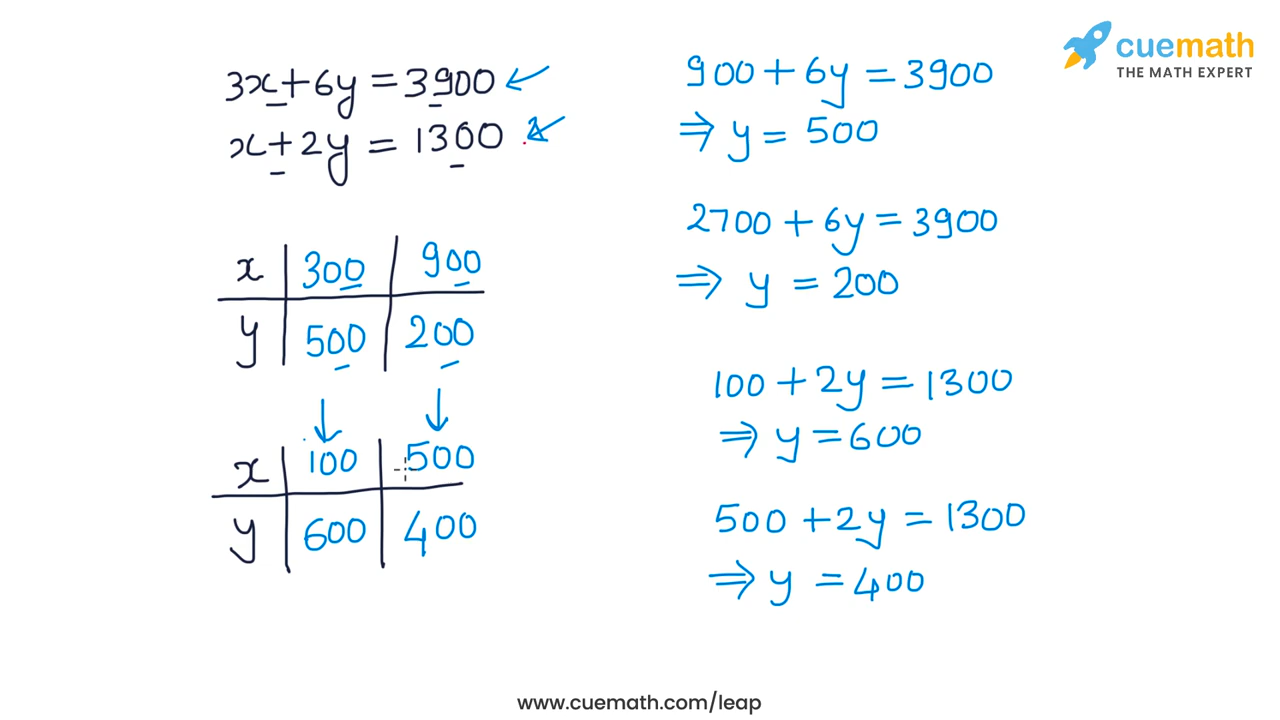 3x+6y=3900
x+2y=1300
x 300 900
y 500 200
x 100 500
y 600 400
cuemath
THE MATH EXPERT
900+6y=3900
⇒ y=500
2700+6y=3900
⇒ y=200
100+2y=1300
⇒ y=600
500+2y=1300
⇒ y=400
www.cuemath.com/leap